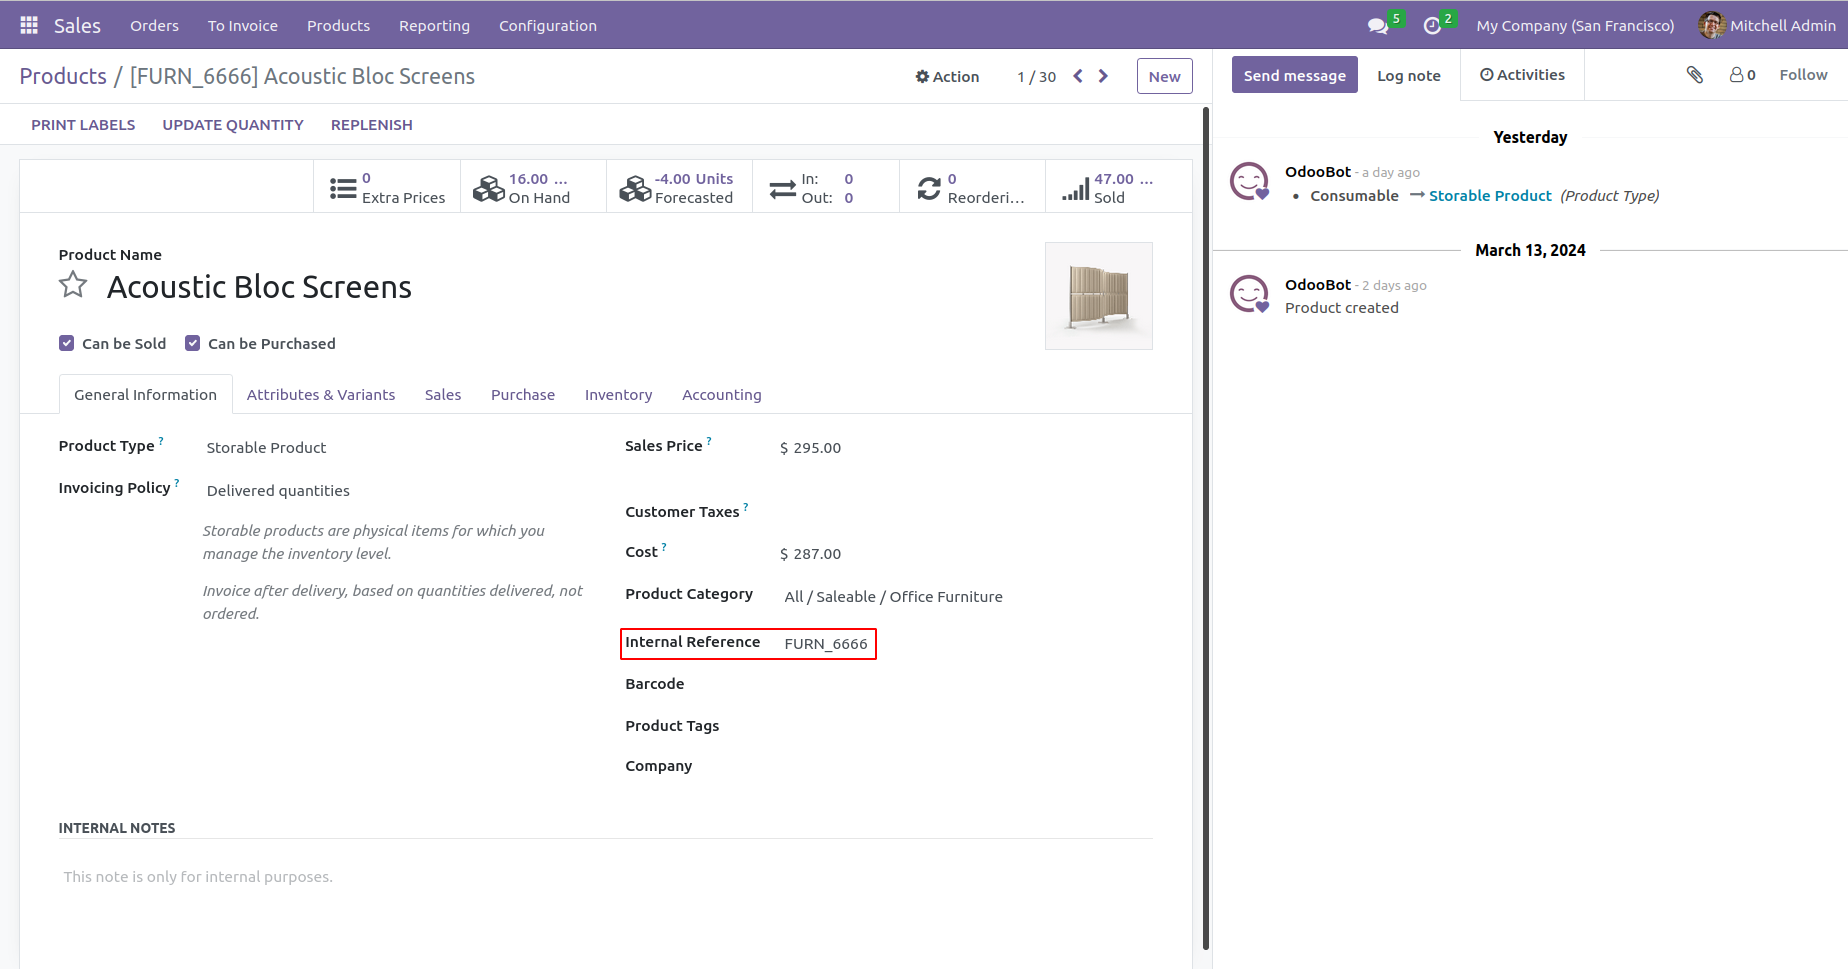 Sales Orders To Invoice Products Reporting Configuration 5 2 My Company (San Francisco) Mitchell Admin
Products / [FURN_6666] Acoustic Bloc Screens Action 1 / 30 New
Send message Log note Activities 0 Follow
PRINT LABELS UPDATE QUANTITY REPLENISH
0 Extra Prices
16.00 ... On Hand
-4.00 Units Forecasted
In: 0
Out: 0
0 Reorderi...
47.00 ... Sold
Product Name
Acoustic Bloc Screens
Can be Sold Can be Purchased
General Information Attributes & Variants Sales Purchase Inventory Accounting
Product Type ? Storable Product
Invoicing Policy ? Delivered quantities
Storable products are physical items for which you
manage the inventory level.
Invoice after delivery, based on quantities delivered, not
ordered.
Sales Price ? $ 295.00
Customer Taxes ?
Cost ? $ 287.00
Product Category All / Saleable / Office Furniture
Internal Reference FURN_6666
Barcode
Product Tags
Company
INTERNAL NOTES
This note is only for internal purposes.
Yesterday
OdooBot - a day ago
• Consumable → Storable Product (Product Type)
March 13, 2024
OdooBot - 2 days ago
Product created